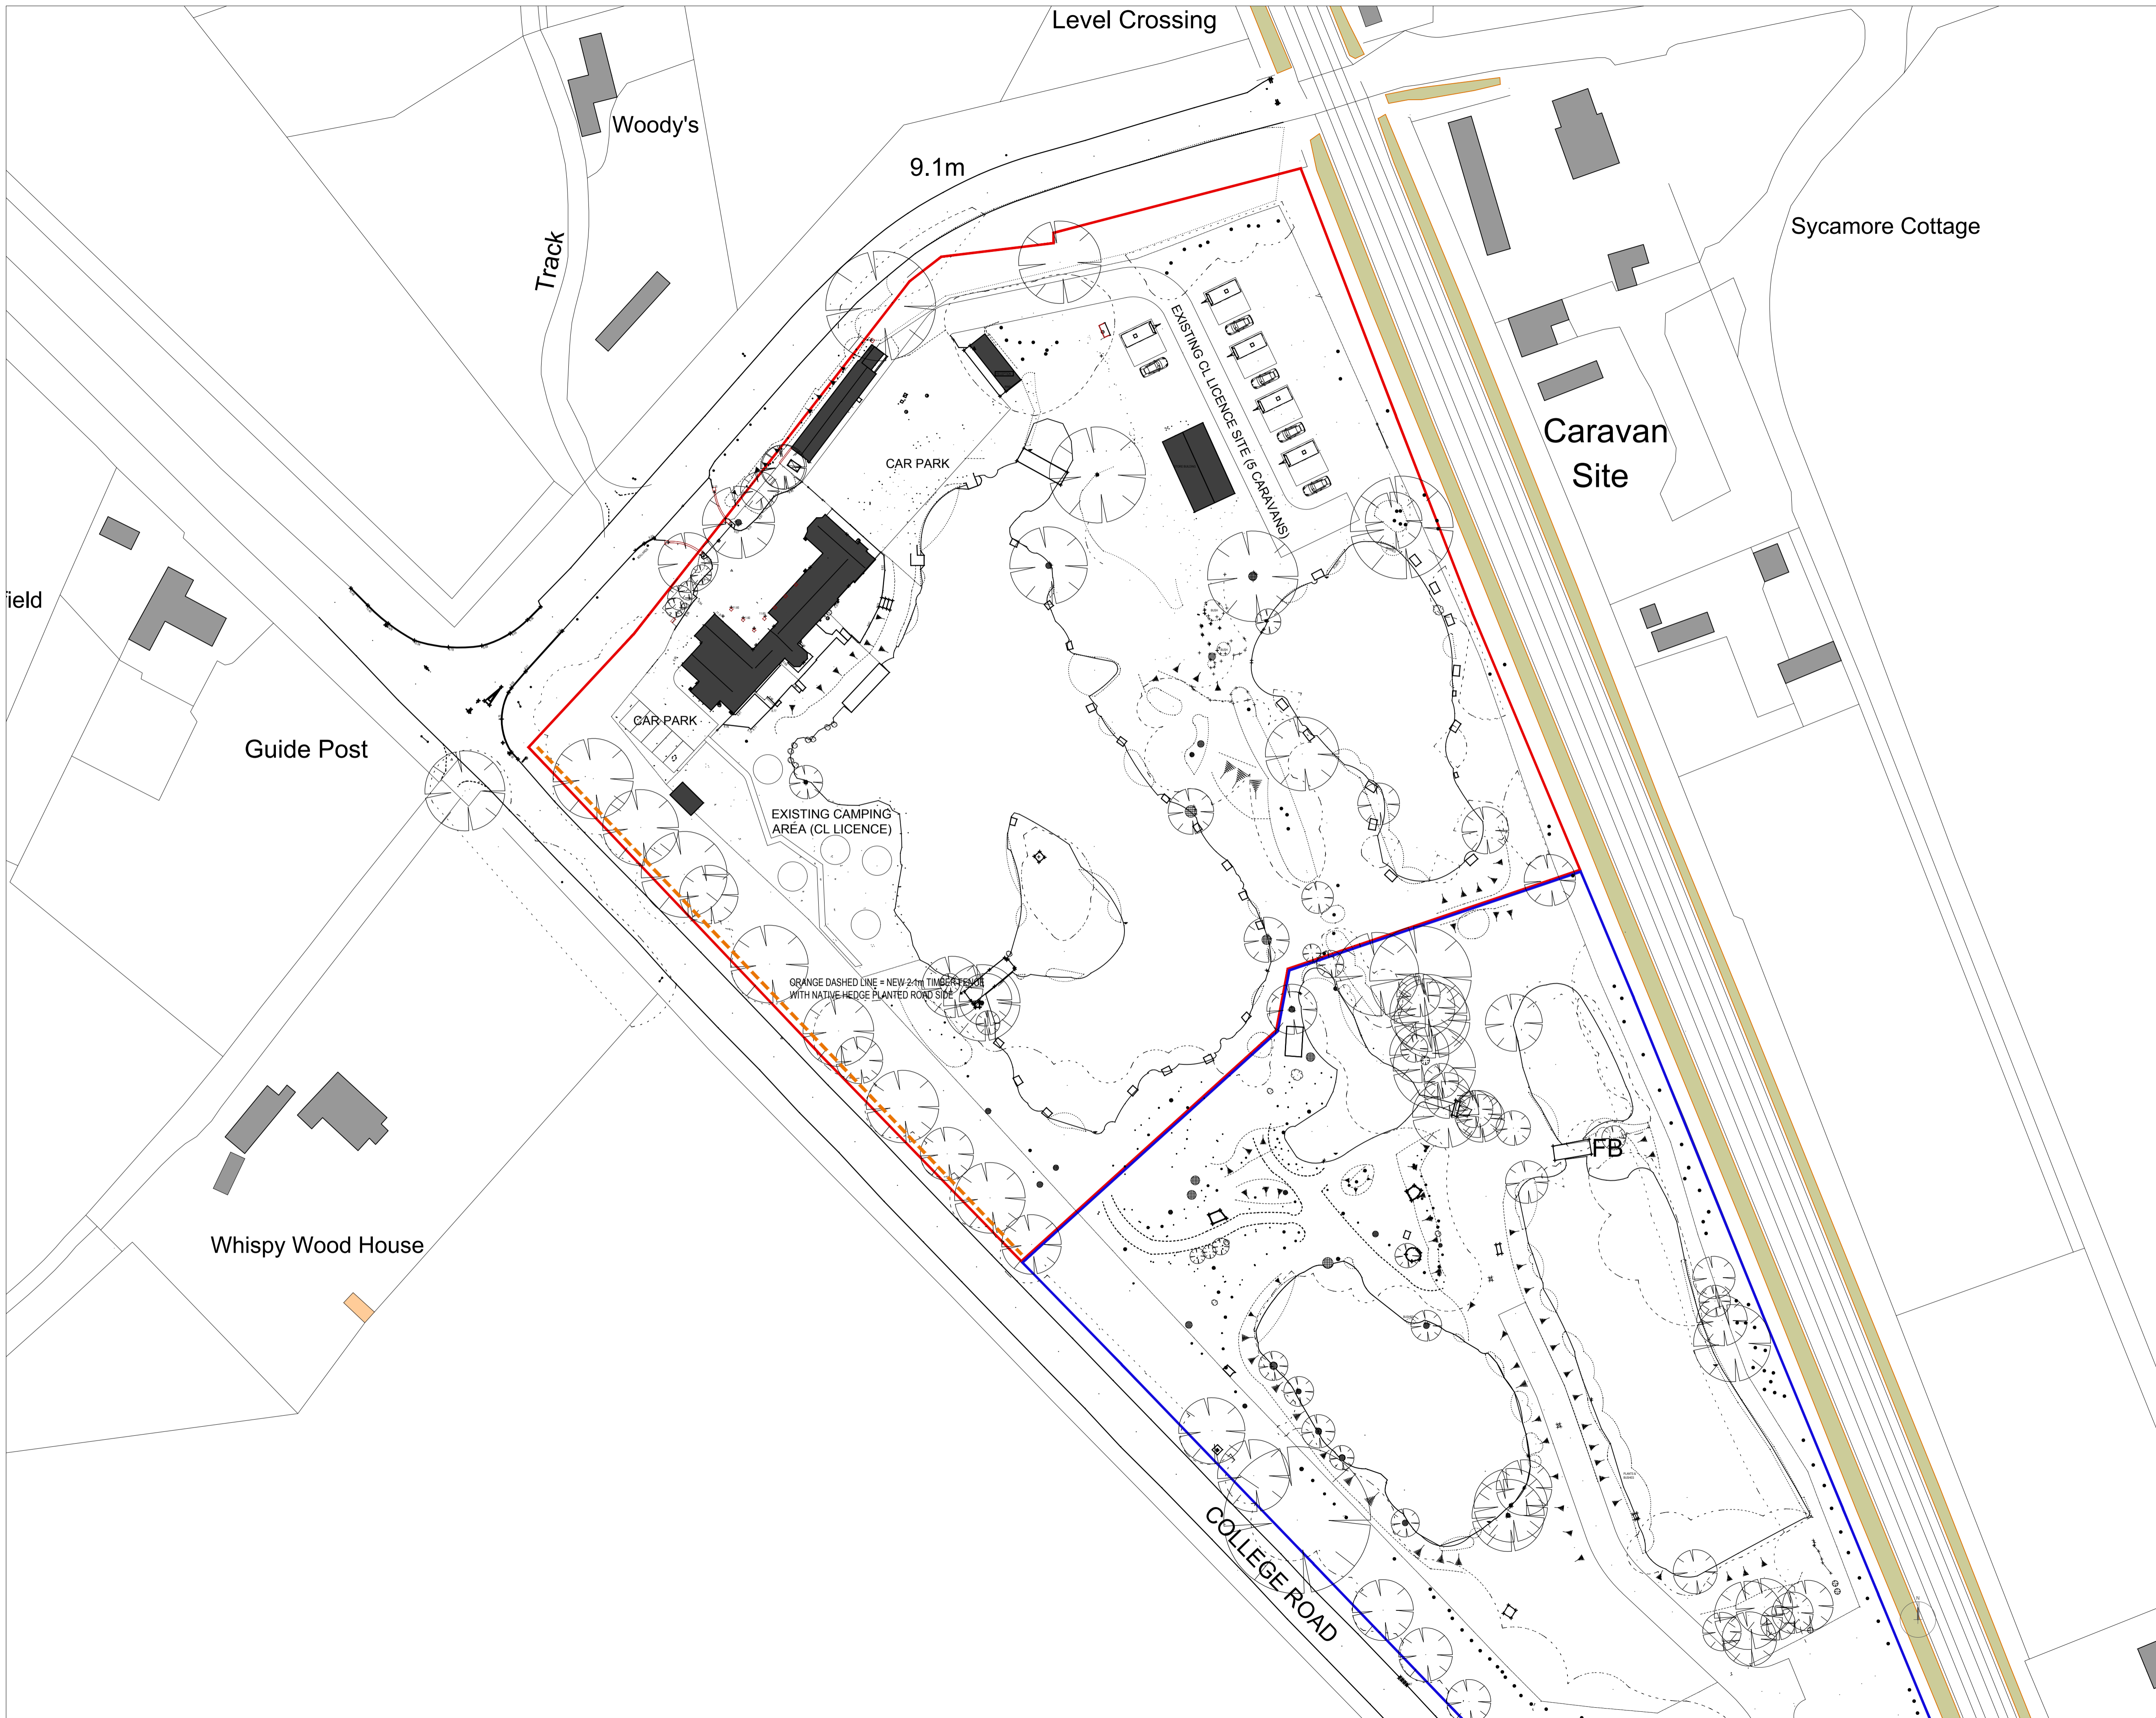 Level Crossing
Woody's
9.1m
Track
Sycamore Cottage
EXISTING CL LICENCE SITE (5 CARAVANS)
CAR PARK
Caravan
Site
ield
CAR PARK
Guide Post
EXISTING CAMPING
AREA (CL LICENCE)
ORANGE DASHED LINE = NEW 2.1m TIMBER FENCE
WITH NATIVE HEDGE PLANTED ROAD SIDE
FB
Whispy Wood House
COLLEGE ROAD
N